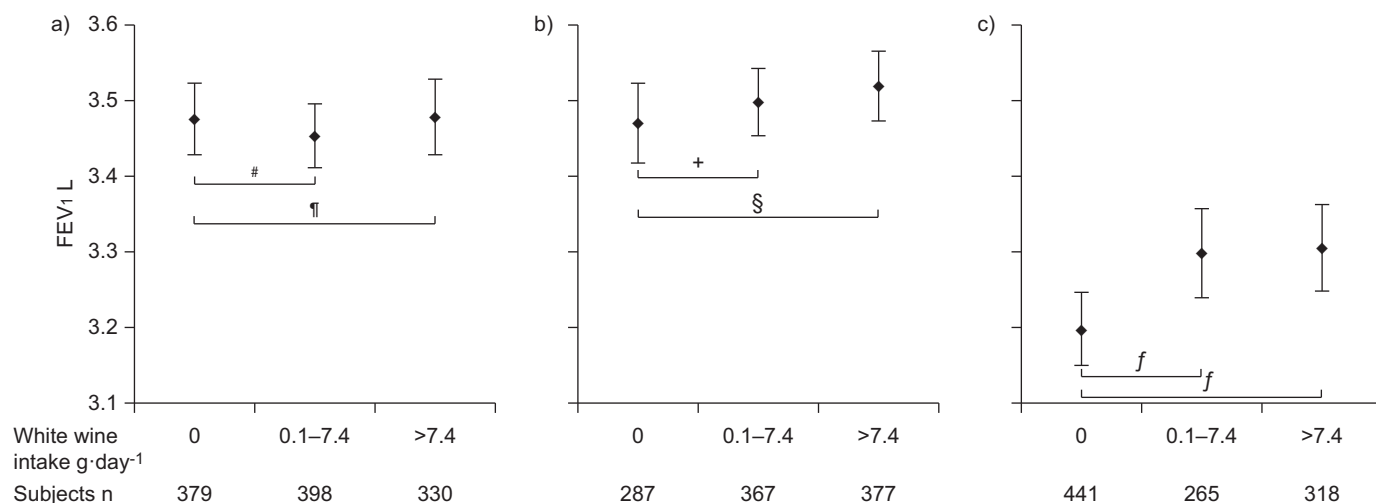 a) b) c)
3.6
3.5
3.4
3.3
3.2
3.1
FEV1 L
# ¶ + § ƒ ƒ
White wine intake g·day-1
0 0.1–7.4 >7.4 0 0.1–7.4 >7.4 0 0.1–7.4 >7.4
Subjects n 379 398 330 287 367 377 441 265 318